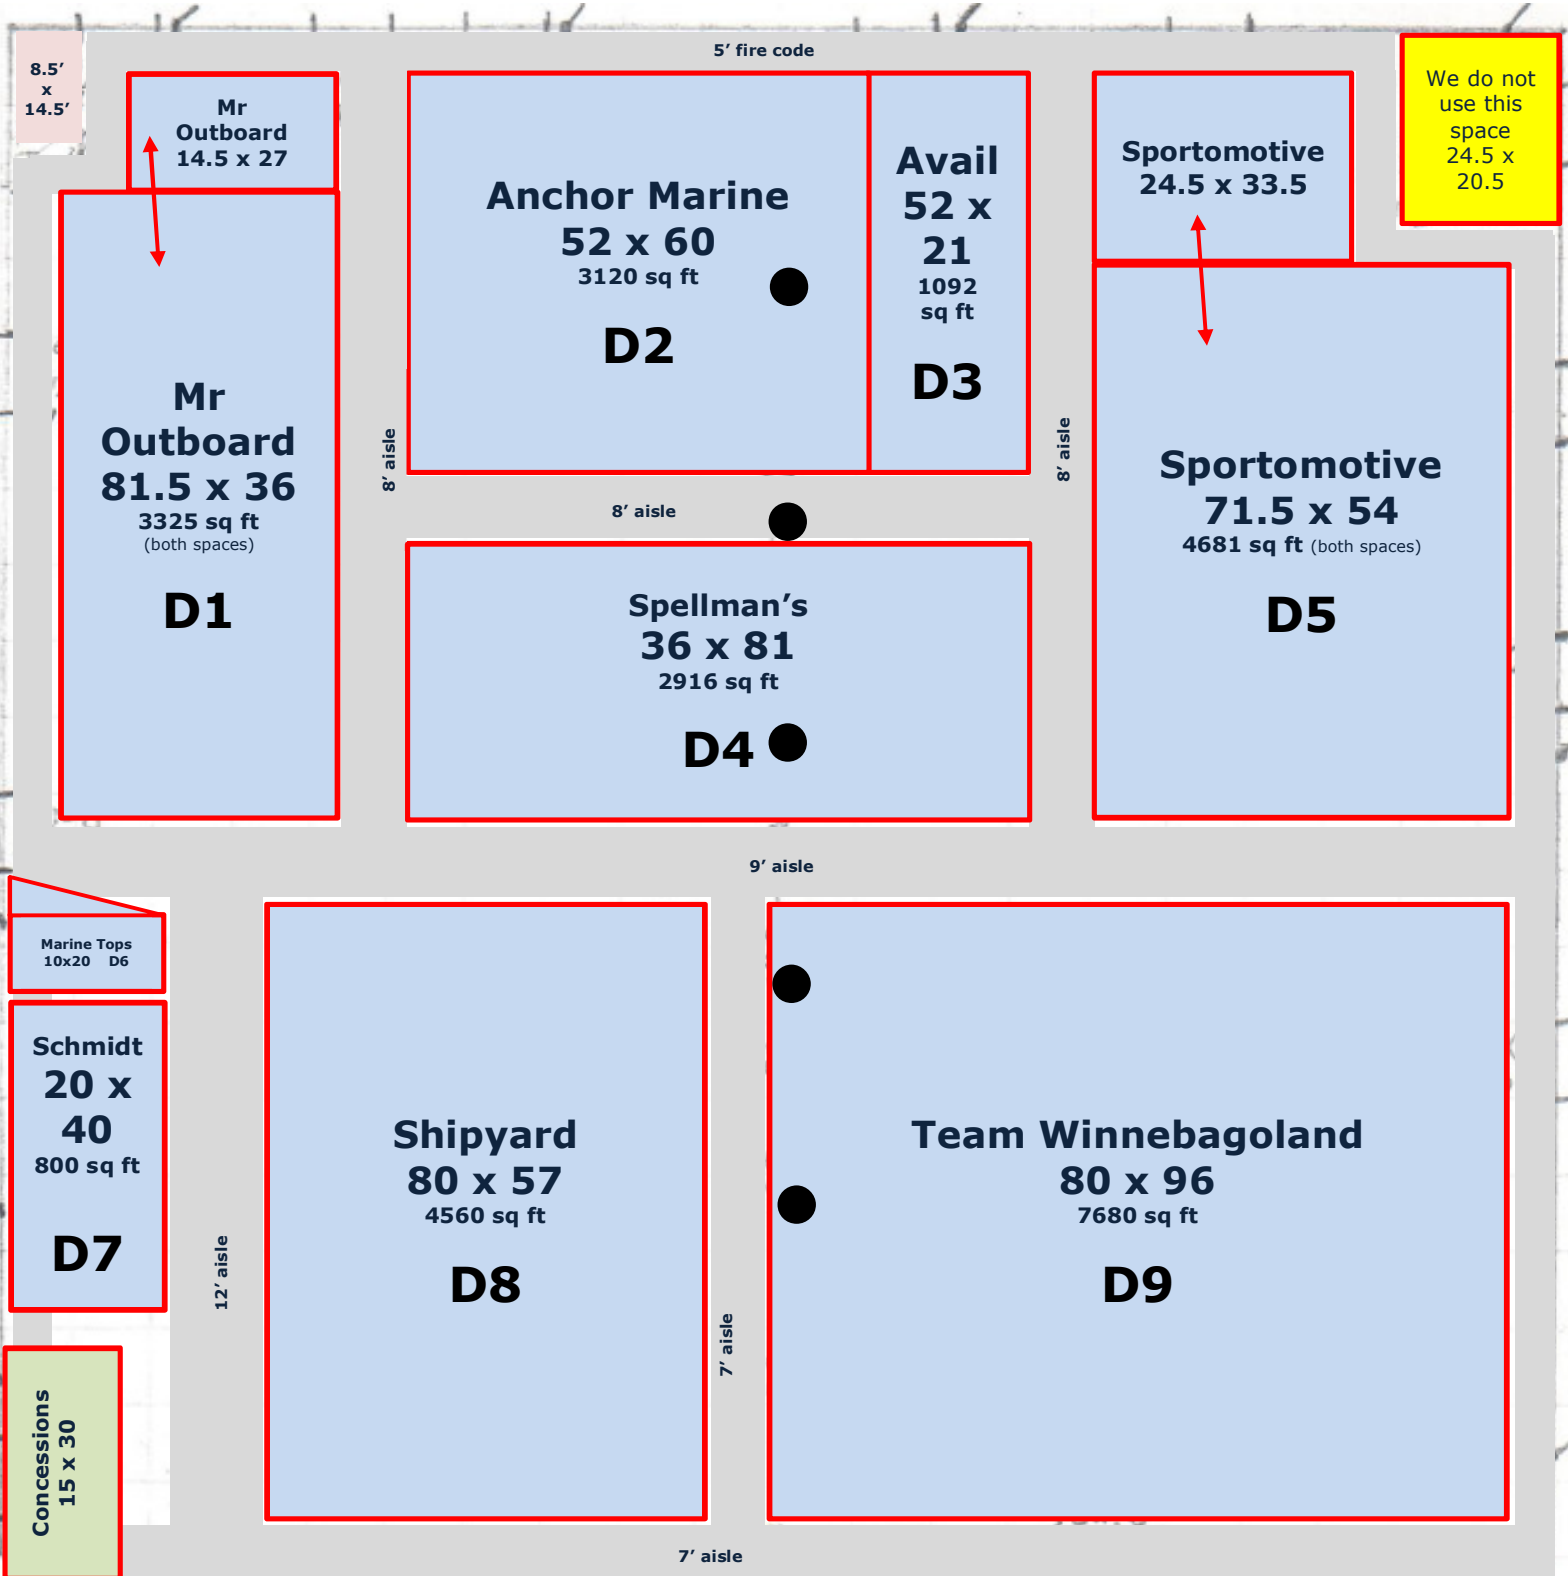 5’ fire code
8.5’
x
14.5’
Mr
Outboard
14.5 x 27
Anchor Marine
52 x 60
3120 sq ft
D2
Avail
52 x
21
1092
sq ft
D3
Sportomotive
24.5 x 33.5
We do not
use this
space
24.5 x
20.5
Mr
Outboard
81.5 x 36
3325 sq ft
(both spaces)
D1
8’ aisle
8’ aisle
8’ aisle
Sportomotive
71.5 x 54
4681 sq ft (both spaces)
D5
Spellman’s
36 x 81
2916 sq ft
D4
9’ aisle
Marine Tops
10x20 D6
Schmidt
20 x
40
800 sq ft
D7
12’ aisle
Shipyard
80 x 57
4560 sq ft
D8
7’ aisle
Team Winnebagoland
80 x 96
7680 sq ft
D9
Concessions
15 x 30
7’ aisle